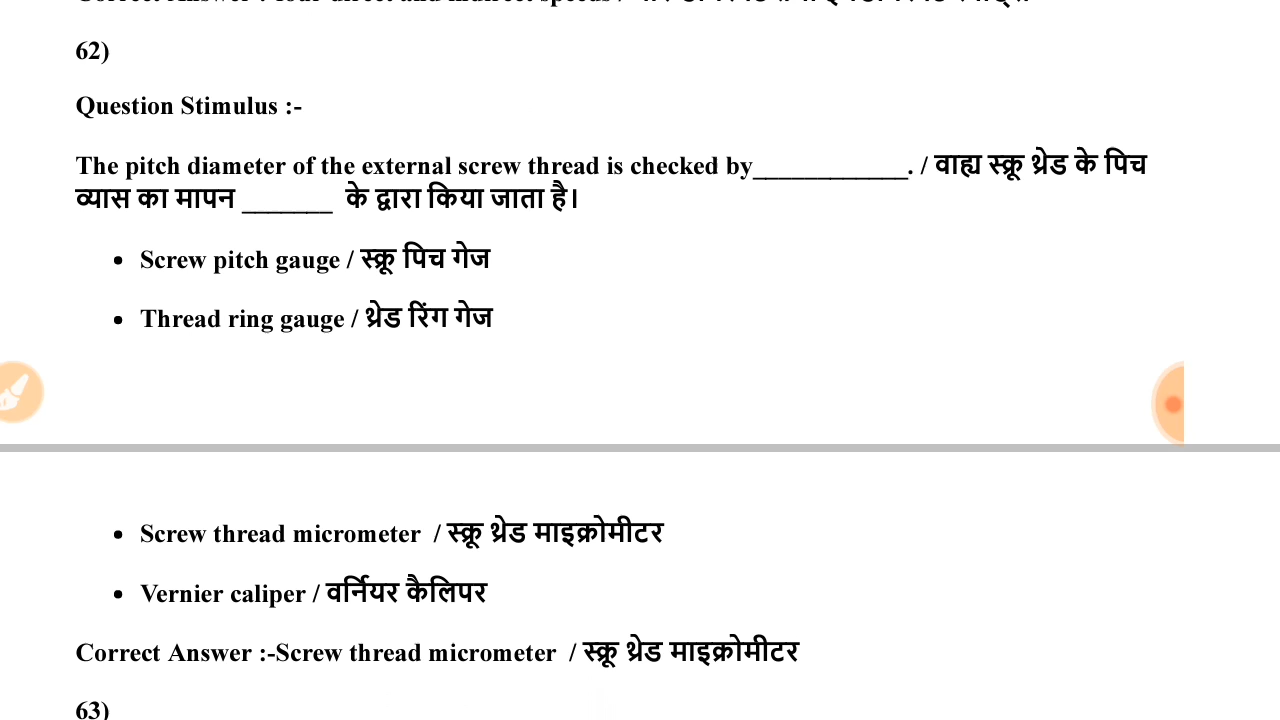 62)
Question Stimulus :-
The pitch diameter of the external screw thread is checked by____________. / वाह्य स्क्रू थ्रेड के पिच
व्यास का मापन _______ के द्वारा किया जाता है।
• Screw pitch gauge / स्क्रू पिच गेज
• Thread ring gauge / थ्रेड रिंग गेज
• Screw thread micrometer / स्क्रू थ्रेड माइक्रोमीटर
• Vernier caliper / वर्नियर कैलिपर
Correct Answer :-Screw thread micrometer / स्क्रू थ्रेड माइक्रोमीटर
63)